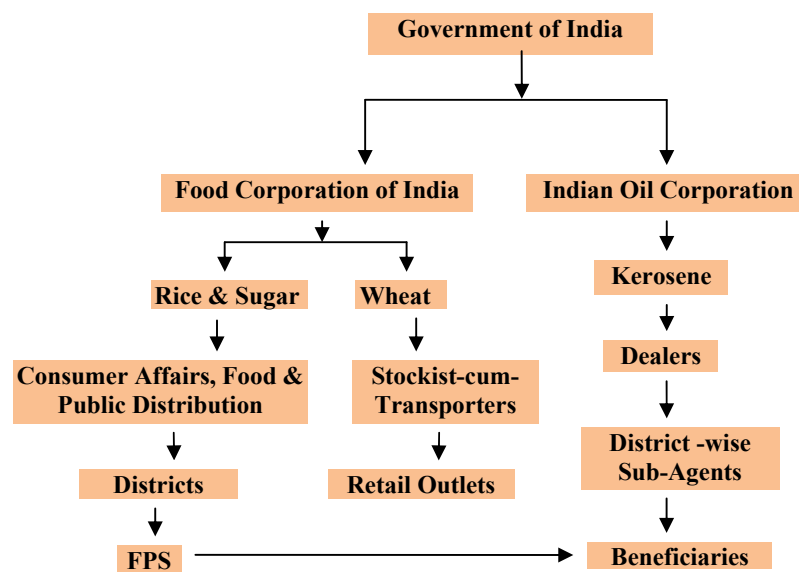 Government of India
Food Corporation of India
Indian Oil Corporation
Rice & Sugar
Wheat
Kerosene
Consumer Affairs, Food &
Public Distribution
Stockist-cum-
Transporters
Dealers
Districts
Retail Outlets
District -wise
Sub-Agents
FPS
Beneficiaries